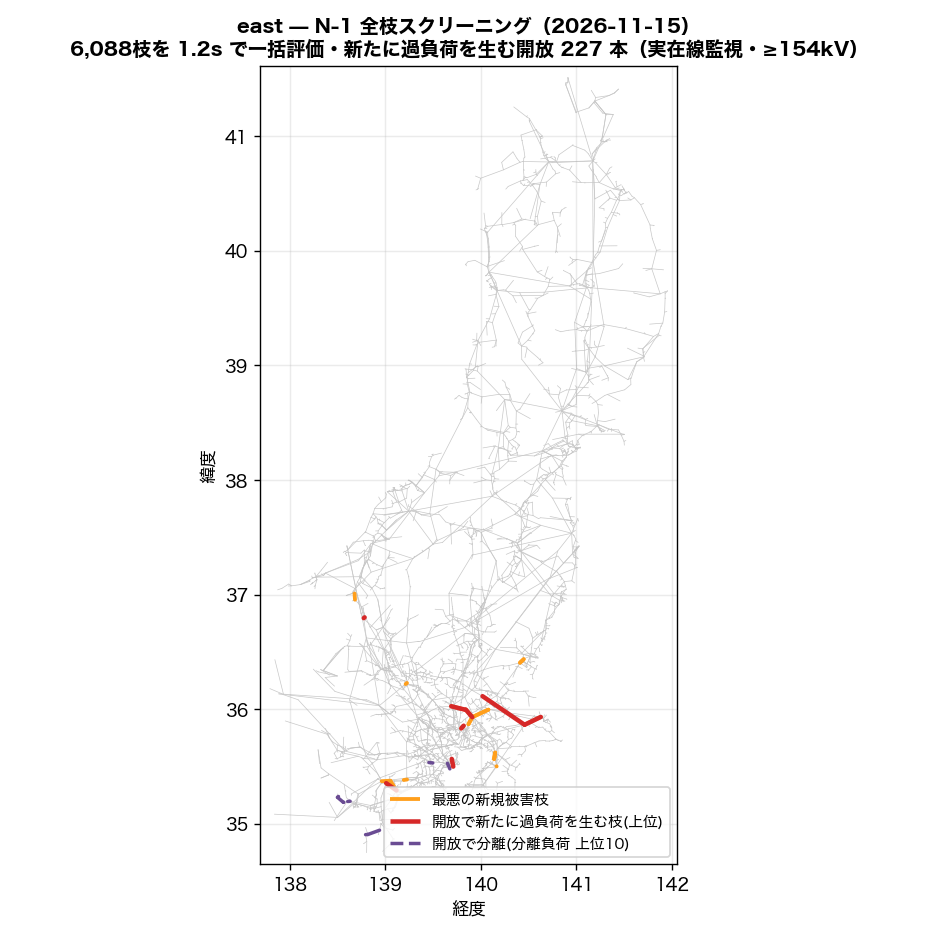 east — N-1 全枝スクリーニング（2026-11-15）
6,088枝を 1.2s で一括評価・新たに過負荷を生む開放 227 本（実在線監視・≥154kV）
41
40
39
38
37
36
35
緯度
最悪の新規被害枝
開放で新たに過負荷を生む枝(上位)
開放で分離(分離負荷 上位10)
138
139
140
141
142
経度